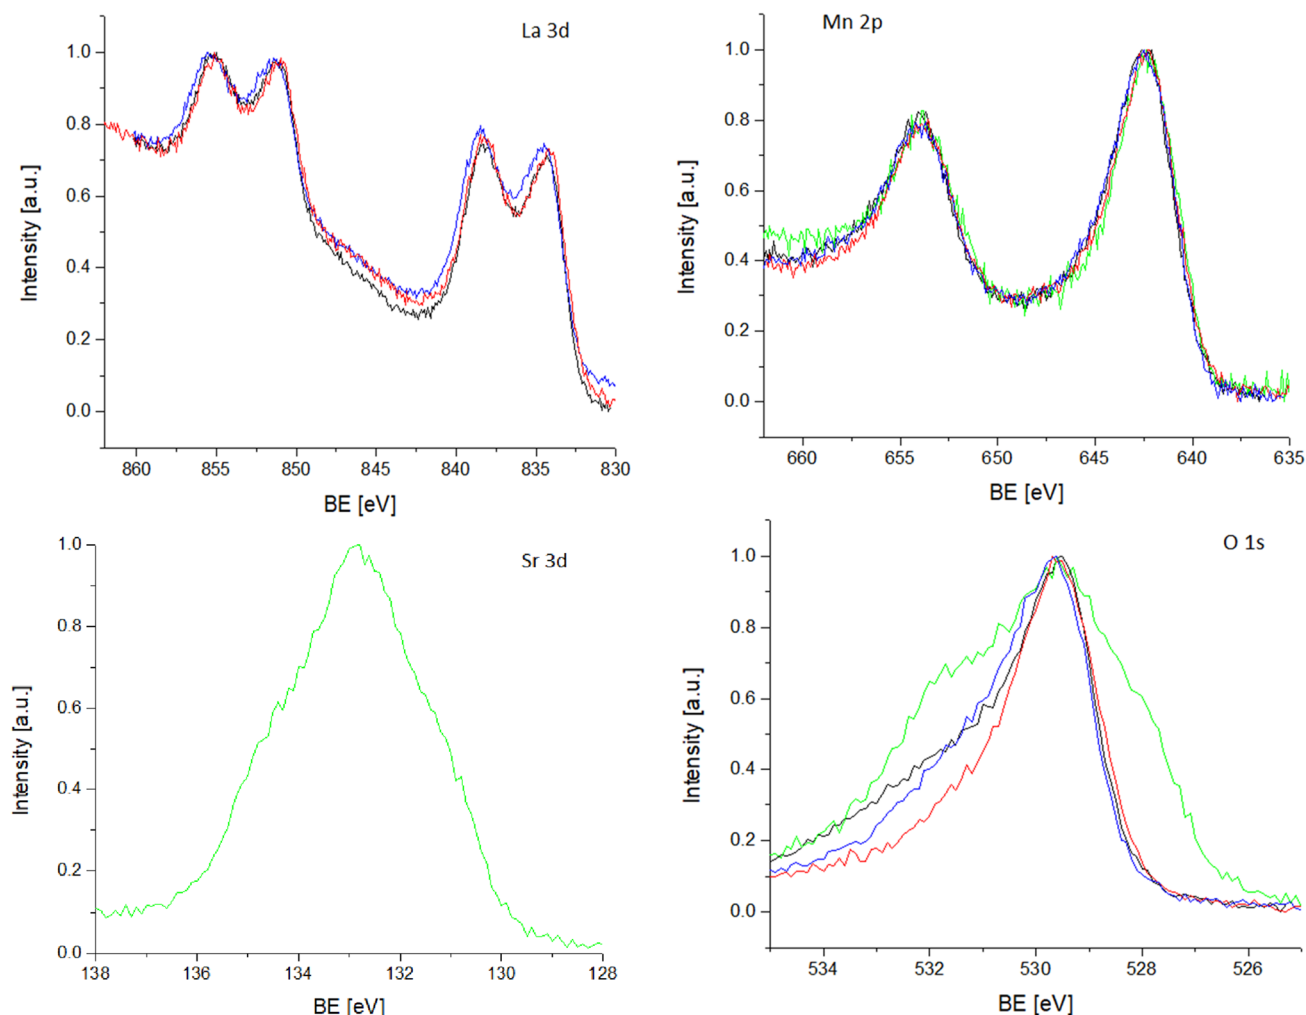 La 3d
Intensity [a.u.]
1.0
0.8
0.6
0.4
0.2
0.0
860 855 850 845 840 835 830
BE [eV]
Mn 2p
Intensity [a.u.]
1.0
0.8
0.6
0.4
0.2
0.0
660 655 650 645 640 635
BE [eV]
Sr 3d
Intensity [a.u.]
1.0
0.8
0.6
0.4
0.2
0.0
138 136 134 132 130 128
BE [eV]
O 1s
Intensity [a.u.]
1.0
0.8
0.6
0.4
0.2
0.0
534 532 530 528 526
BE [eV]